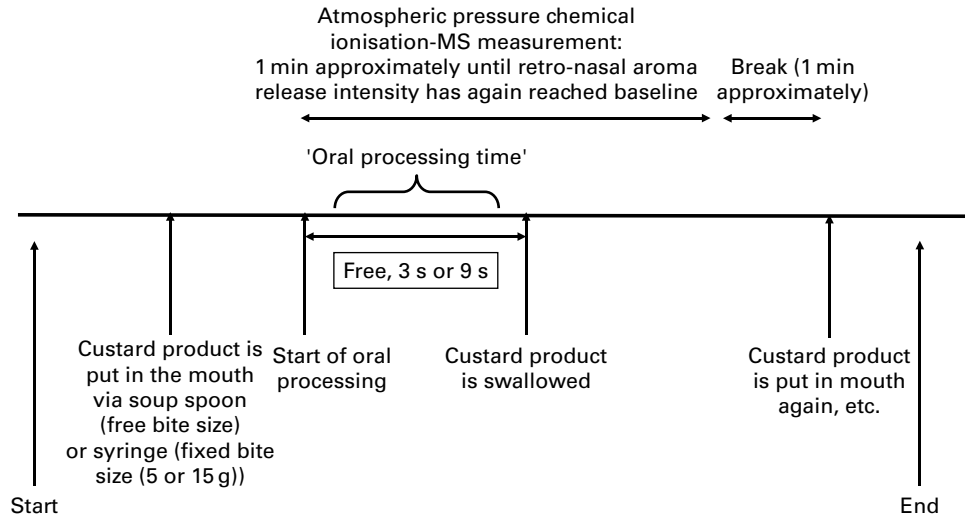 Atmospheric pressure chemical
ionisation-MS measurement:
1 min approximately until retro-nasal aroma
release intensity has again reached baseline
Break (1 min
approximately)
'Oral processing time'
Free, 3 s or 9 s
Custard product is
put in the mouth
via soup spoon
(free bite size)
or syringe (fixed bite
size (5 or 15 g))
Start of oral
processing
Custard product
is swallowed
Custard product
is put in mouth
again, etc.
Start
End